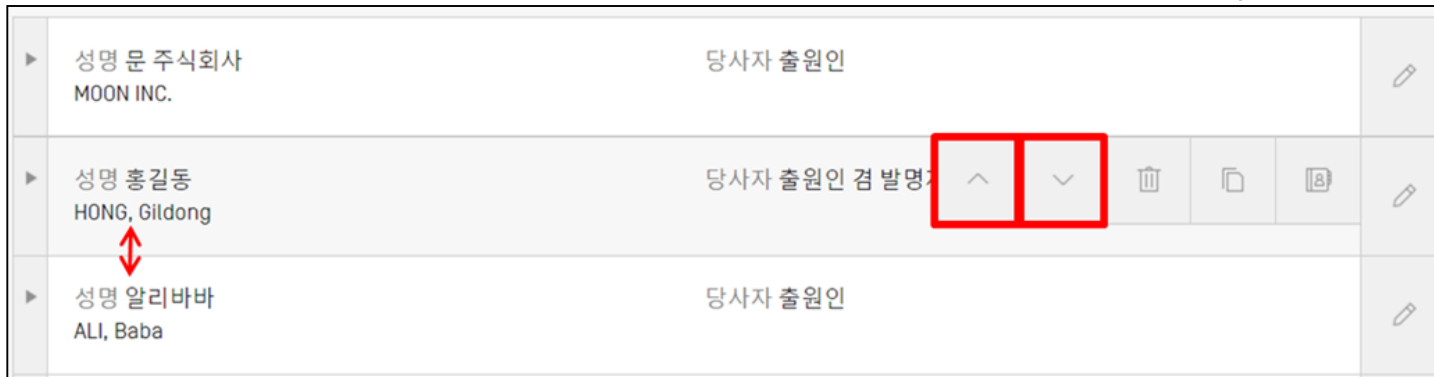 성명 문 주식회사 당사자 출원인
MOON INC.
성명 홍길동 당사자 출원인 겸
HONG, Gildong
성명 알리바바 당사자 출원인
ALI, Baba